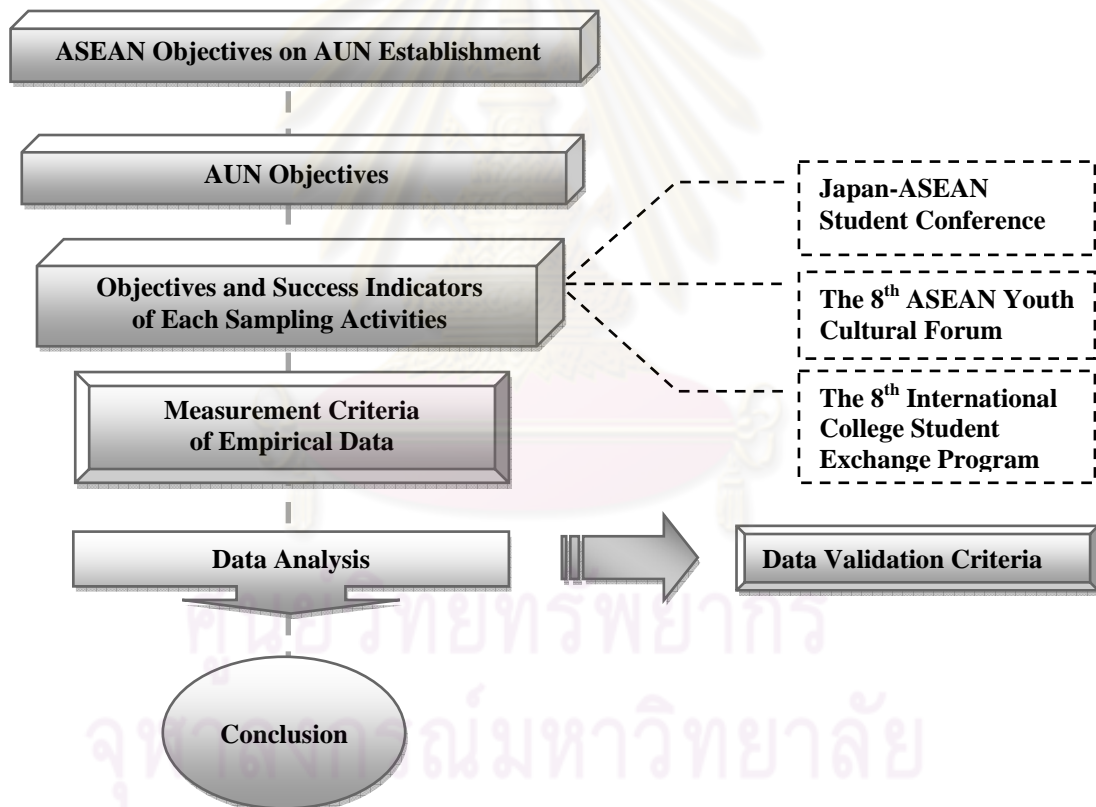 ASEAN Objectives on AUN Establishment
AUN Objectives
Objectives and Success Indicators
of Each Sampling Activities
Japan-ASEAN
Student Conference
The 8th ASEAN Youth
Cultural Forum
The 8th International
College Student
Exchange Program
Measurement Criteria
of Empirical Data
Data Analysis
Data Validation Criteria
Conclusion
ศูนย์วิทยทรัพยากร
จุฬาลงกรณ์มหาวิทยาลัย